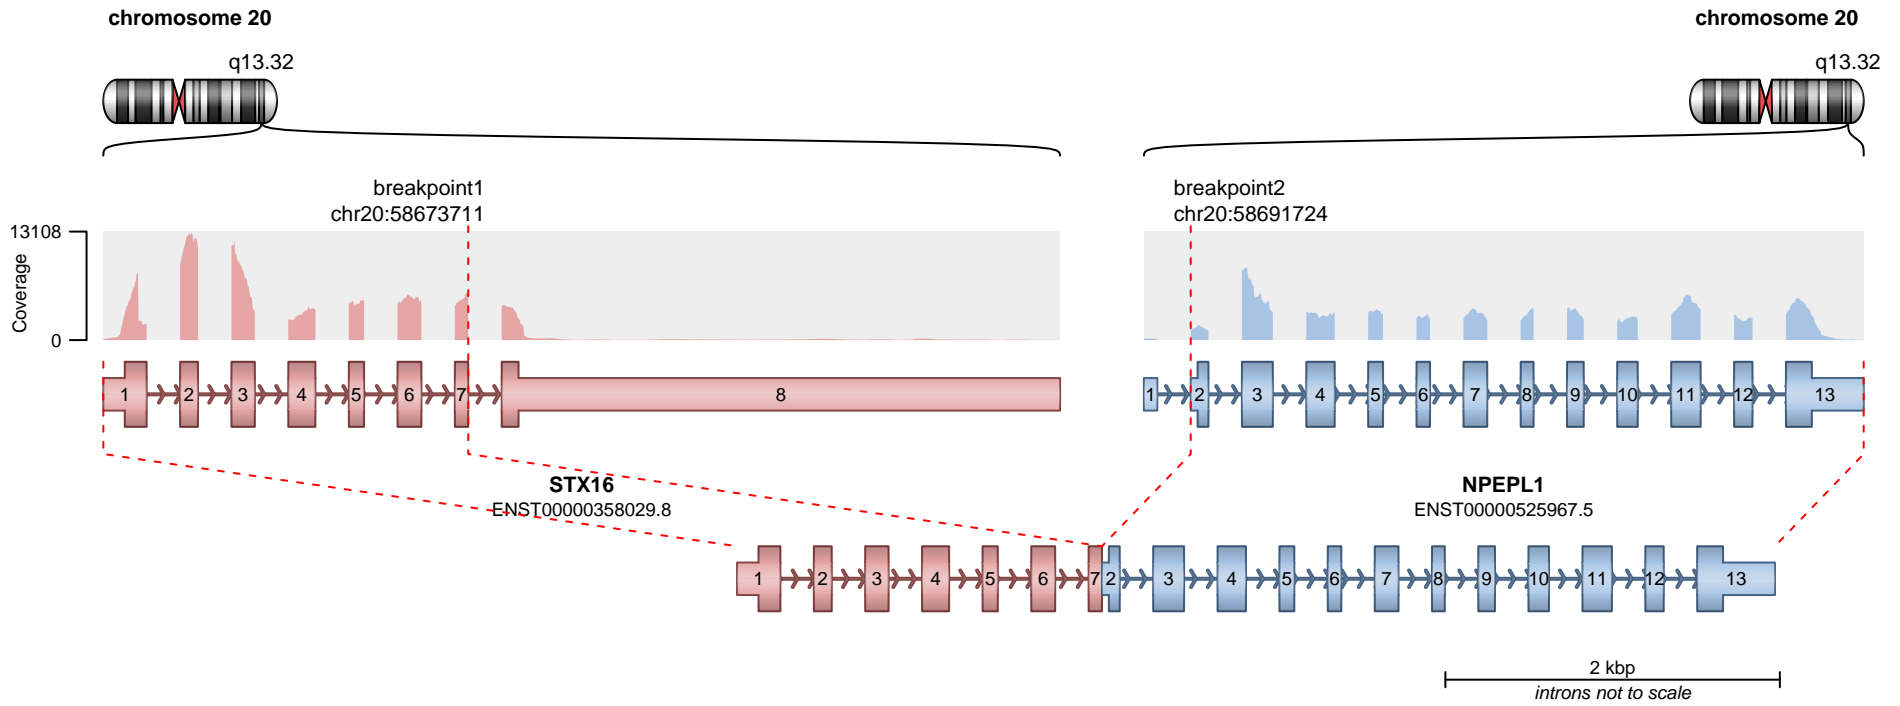 chromosome 20
chromosome 20
q13.32
q13.32
breakpoint1
chr20:58673711
breakpoint2
chr20:58691724
13108
Coverage
0
1 2 3 4 5 6 7 8
1 2 3 4 5 6 7 8 9 10 11 12 13
STX16
ENST00000358029.8
NPEPL1
ENST00000525967.5
1 2 3 4 5 6 7 2 3 4 5 6 7 8 9 10 11 12 13
2 kbp
introns not to scale